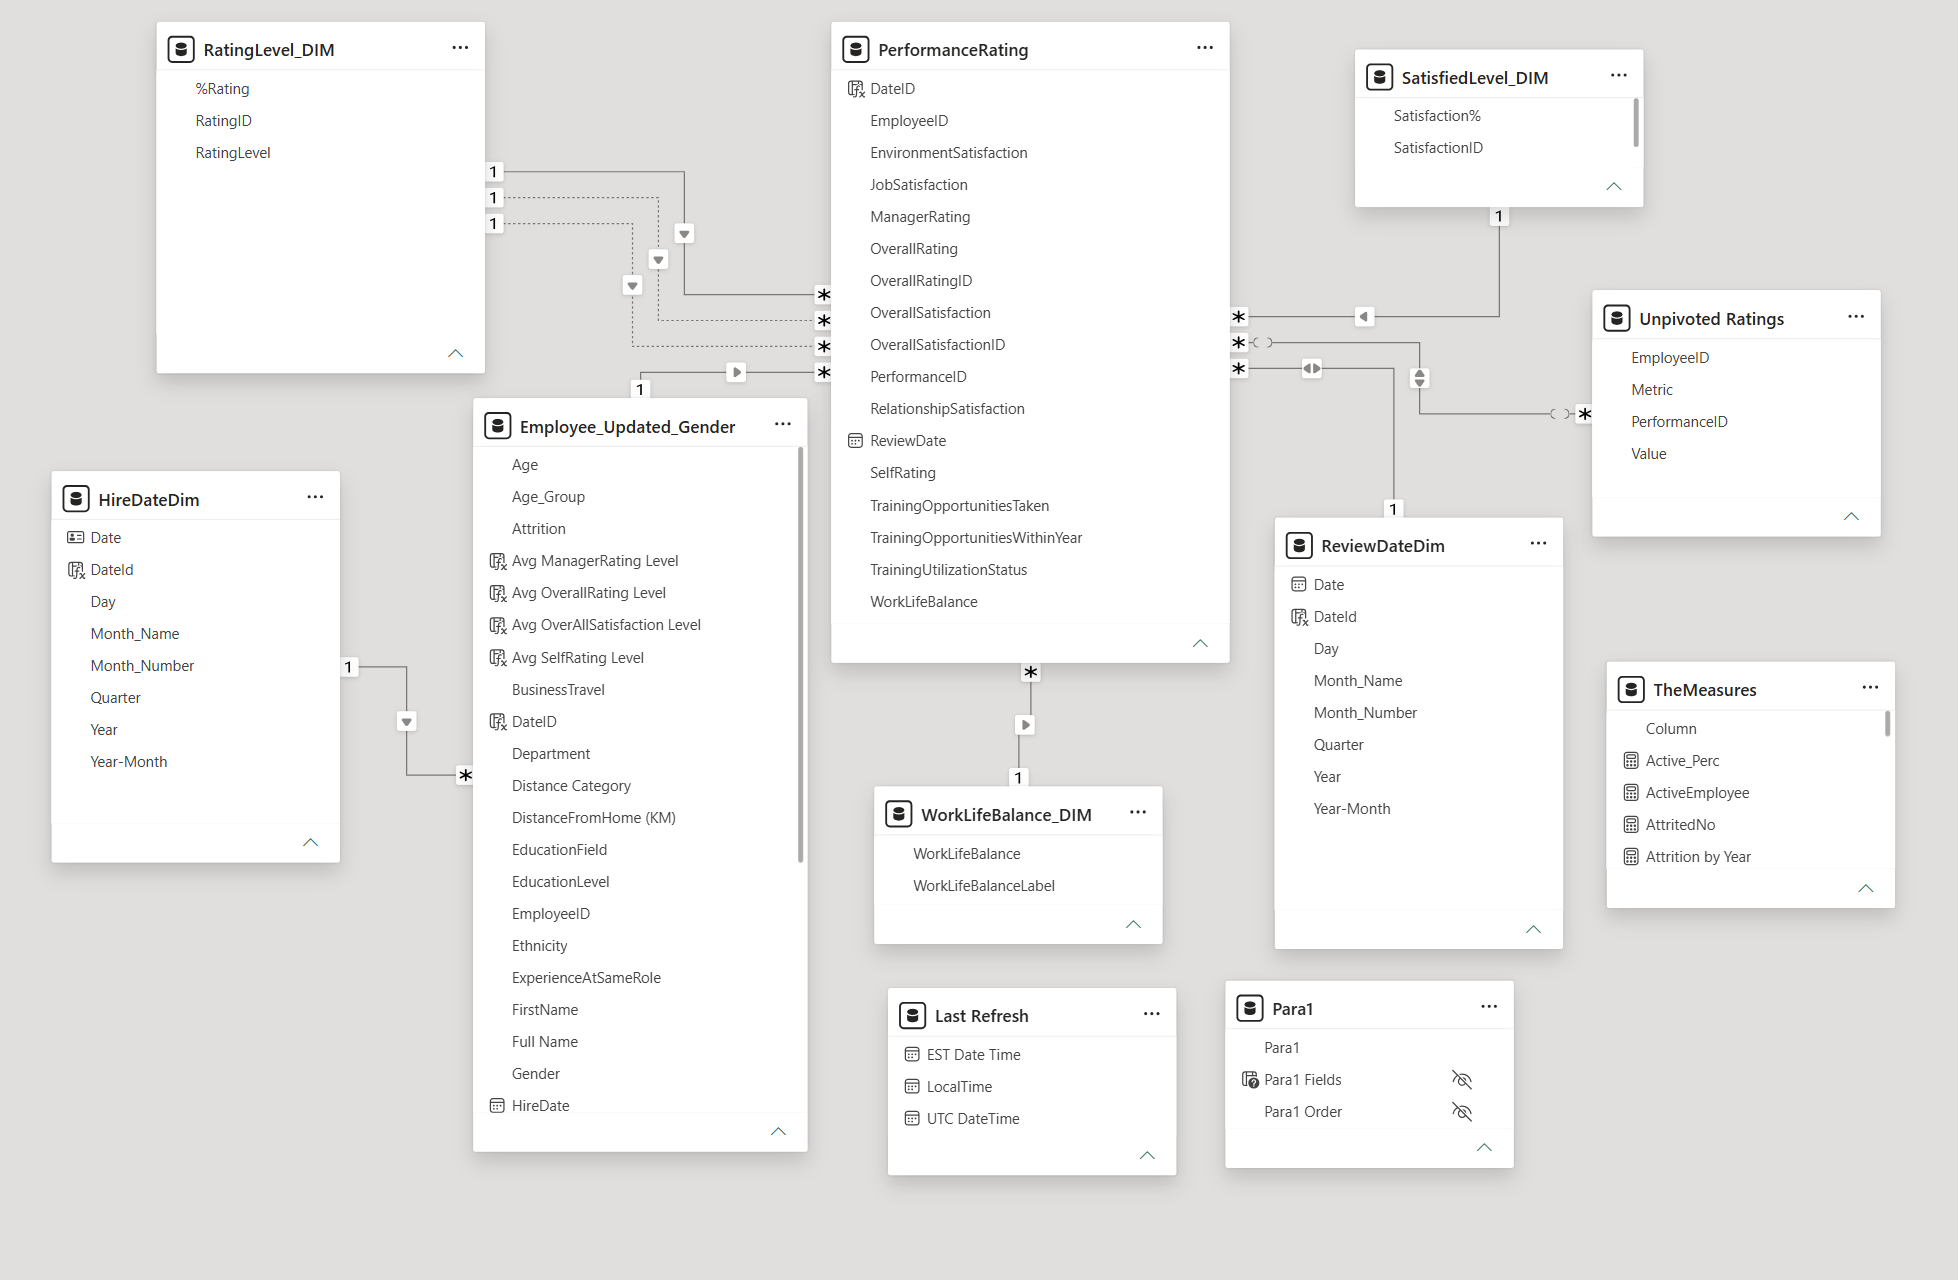 RatingLevel_DIM
%Rating
RatingID
RatingLevel
PerformanceRating
DateID
EmployeeID
EnvironmentSatisfaction
JobSatisfaction
ManagerRating
OverallRating
OverallRatingID
OverallSatisfaction
OverallSatisfactionID
PerformanceID
RelationshipSatisfaction
ReviewDate
SelfRating
TrainingOpportunitiesTaken
TrainingOpportunitiesWithinYear
TrainingUtilizationStatus
WorkLifeBalance
SatisfiedLevel_DIM
Satisfaction%
SatisfactionID
1
1
1
1
1
*
*
*
*
*
*
*
Unpivoted Ratings
EmployeeID
Metric
PerformanceID
Value
*
Employee_Updated_Gender
Age
Age_Group
Attrition
Avg ManagerRating Level
Avg OverallRating Level
Avg OverAllSatisfaction Level
Avg SelfRating Level
BusinessTravel
DateID
Department
Distance Category
DistanceFromHome (KM)
EducationField
EducationLevel
EmployeeID
Ethnicity
ExperienceAtSameRole
FirstName
Full Name
Gender
HireDate
HireDateDim
Date
DateId
Day
Month_Name
Month_Number
Quarter
Year
Year-Month
1
*
1
ReviewDateDim
Date
DateId
Day
Month_Name
Month_Number
Quarter
Year
Year-Month
*
1
WorkLifeBalance_DIM
WorkLifeBalance
WorkLifeBalanceLabel
TheMeasures
Column
Active_Perc
ActiveEmployee
AttritedNo
Attrition by Year
Last Refresh
EST Date Time
LocalTime
UTC DateTime
Para1
Para1
Para1 Fields
Para1 Order